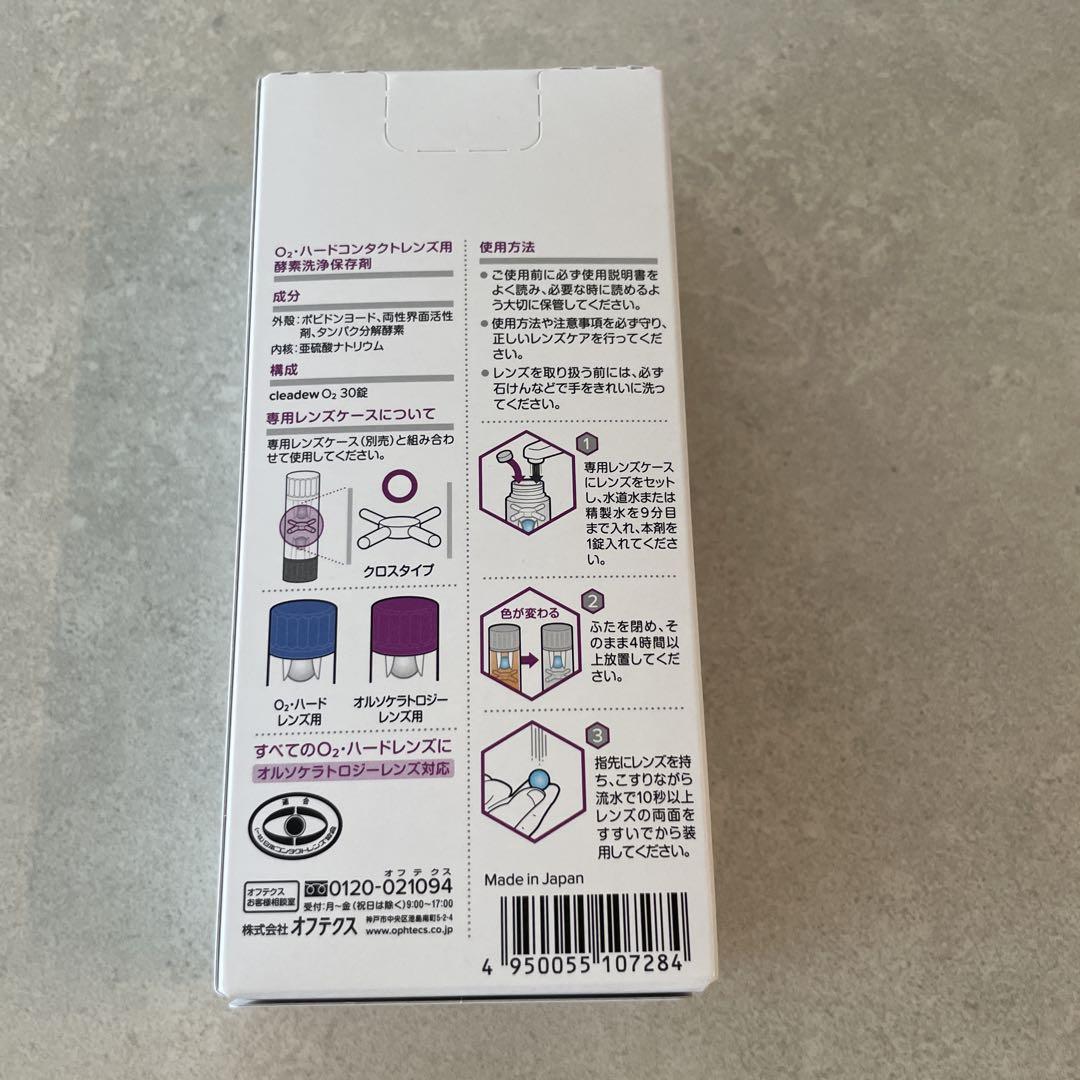 O₂・ハードコンタクトレンズ用
酵素洗浄保存剤
成分
外殻：ポビドンヨード、両性界面活性
剤、タンパク分解酵素
内核：亜硫酸ナトリウム
構成
cleadew O₂ 30錠
専用レンズケースについて
専用レンズケース（別売）と組み合わ
せて使用してください。
クロスタイプ
O₂・ハード
レンズ用
オルソケラトロジー
レンズ用
すべてのO₂・ハードレンズに
オルソケラトロジーレンズ対応
適合
(一社)日本コンタクトレンズ協会
オフテクス
お客様相談室
オフテクス
0120-021094
受付：月～金（祝日は除く）9:00～17:00
株式会社オフテクス
神戸市中央区港島南町5-2-4
www.ophtecs.co.jp
使用方法
●ご使用前に必ず使用説明書を
よく読み、必要な時に読めるよ
う大切に保管してください。
●使用方法や注意事項を必ず守り、
正しいレンズケアを行ってくだ
さい。
●レンズを取り扱う前には、必ず
石けんなどで手をきれいに洗っ
てください。
1
専用レンズケース
にレンズをセット
し、水道水または
精製水を9分目
まで入れ、本剤を
1錠入れてくださ
い。
色が変わる
2
ふたを閉め、そ
のまま4時間以
上放置してくだ
さい。
3
指先にレンズを持
ち、こすりながら
流水で10秒以上
レンズの両面を
すすいでから装
用してください。
Made in Japan
4 950055 107284